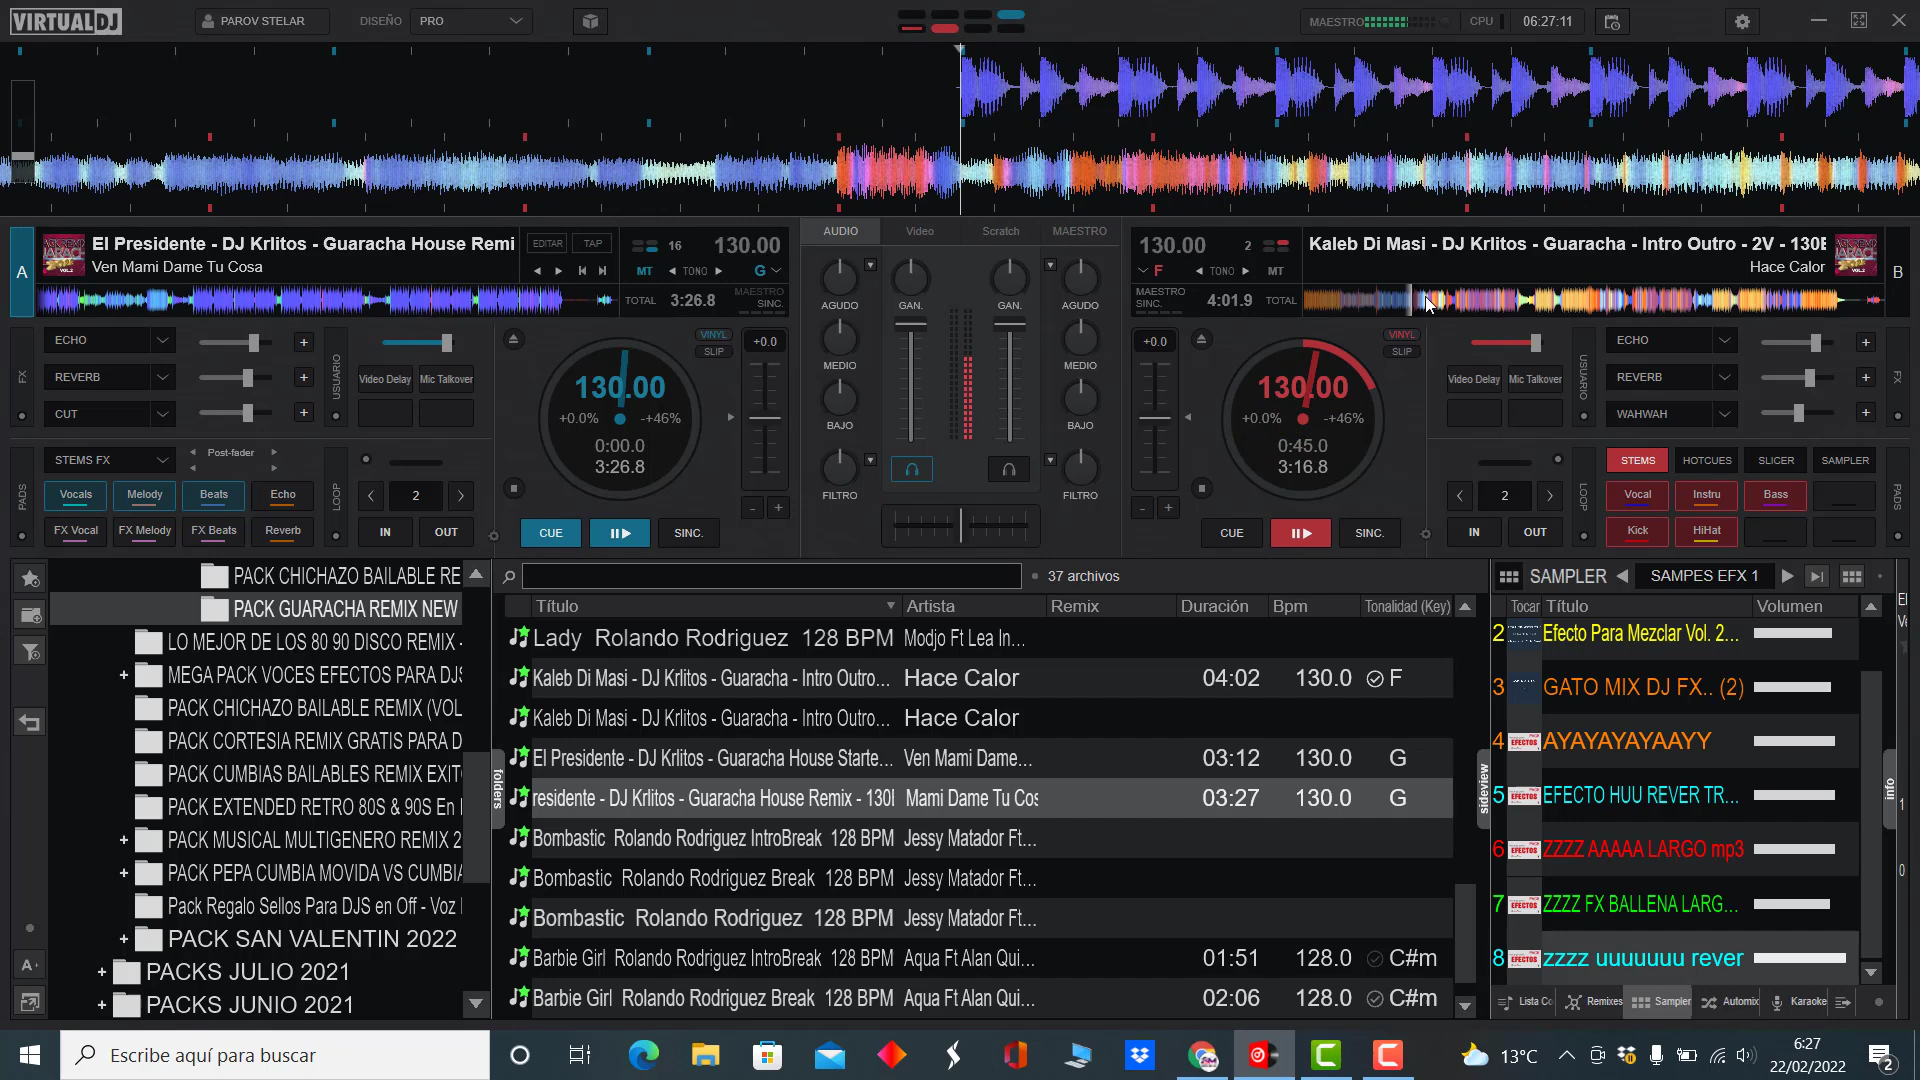 VIRTUALDJ
PAROV STELAR
DISEÑO
PRO
MAESTRO
CPU
06:27:11
A
El Presidente - DJ Krlitos - Guaracha House Remi
Ven Mami Dame Tu Cosa
EDITAR
TAP
16
130.00
MT
TONO
G
TOTAL
3:26.8
MAESTRO
SINC.
AUDIO
Video
Scratch
MAESTRO
130.00
2
F
TONO
MT
MAESTRO
SINC.
4:01.9
TOTAL
Kaleb Di Masi - DJ Krlitos - Guaracha - Intro Outro - 2V - 130B
Hace Calor
B
FX
ECHO
REVERB
CUT
USUARIO
Video Delay
Mic Talkover
VINYL
SLIP
+0.0
130.00
+0.0%
-+46%
0:00.0
3:26.8
AGUDO
MEDIO
BAJO
FILTRO
GAN.
GAN.
AGUDO
MEDIO
BAJO
FILTRO
+0.0
VINYL
SLIP
130.00
+0.0%
-+46%
0:45.0
3:16.8
Video Delay
Mic Talkover
USUARIO
ECHO
REVERB
WAHWAH
FX
PADS
STEMS FX
Post-fader
Vocals
Melody
Beats
Echo
FX Vocal
FX Melody
FX Beats
Reverb
LOOP
2
IN
OUT
CUE
SINC.
CUE
SINC.
2
IN
OUT
LOOP
STEMS
HOTCUES
SLICER
SAMPLER
Vocal
Instru
Bass
Kick
HiHat
PADS
PACK CHICHAZO BAILABLE RE
PACK GUARACHA REMIX NEW
LO MEJOR DE LOS 80 90 DISCO REMIX -
MEGA PACK VOCES EFECTOS PARA DJS
PACK CHICHAZO BAILABLE REMIX (VOL
PACK CORTESIA REMIX GRATIS PARA D
PACK CUMBIAS BAILABLES REMIX EXIT
PACK EXTENDED RETRO 80S & 90S En
PACK MUSICAL MULTIGENERO REMIX 2
PACK PEPA CUMBIA MOVIDA VS CUMBIA
Pack Regalo Sellos Para DJS en Off - Voz
PACK SAN VALENTIN 2022
PACKS JULIO 2021
PACKS JUNIO 2021
folders
37 archivos
Título Artista Remix Duración Bpm Tonalidad (Key)
Lady Rolando Rodriguez 128 BPM Modjo Ft Lea In...
Kaleb Di Masi - DJ Krlitos - Guaracha - Intro Outro... Hace Calor 04:02 130.0 F
Kaleb Di Masi - DJ Krlitos - Guaracha - Intro Outro... Hace Calor
El Presidente - DJ Krlitos - Guaracha House Starte... Ven Mami Dame... 03:12 130.0 G
residente - DJ Krlitos - Guaracha House Remix - 130 Mami Dame Tu Cos 03:27 130.0 G
Bombastic Rolando Rodriguez IntroBreak 128 BPM Jessy Matador Ft...
Bombastic Rolando Rodriguez Break 128 BPM Jessy Matador Ft...
Bombastic Rolando Rodriguez 128 BPM Jessy Matador Ft...
Barbie Girl Rolando Rodriguez IntroBreak 128 BPM Aqua Ft Alan Qui... 01:51 128.0 C#m
Barbie Girl Rolando Rodriguez Break 128 BPM Aqua Ft Alan Qui... 02:06 128.0 C#m
sideview
SAMPLER
SAMPES EFX 1
Tocar Título Volumen
2 Efecto Para Mezclar Vol. 2...
3 GATO MIX DJ FX.. (2)
4 EFECTOS AYAYAYAYAAYY
5 EFECTOS EFECTO HUU REVER TR...
6 EFECTOS ZZZZ AAAAA LARGO mp3
7 EFECTOS ZZZZ FX BALLENA LARG...
8 EFECTOS zzzz uuuuuuu rever
Lista Co
Remixes
Sampler
Automix
Karaoke
info
Escribe aquí para buscar
13°C
6:27
22/02/2022
2